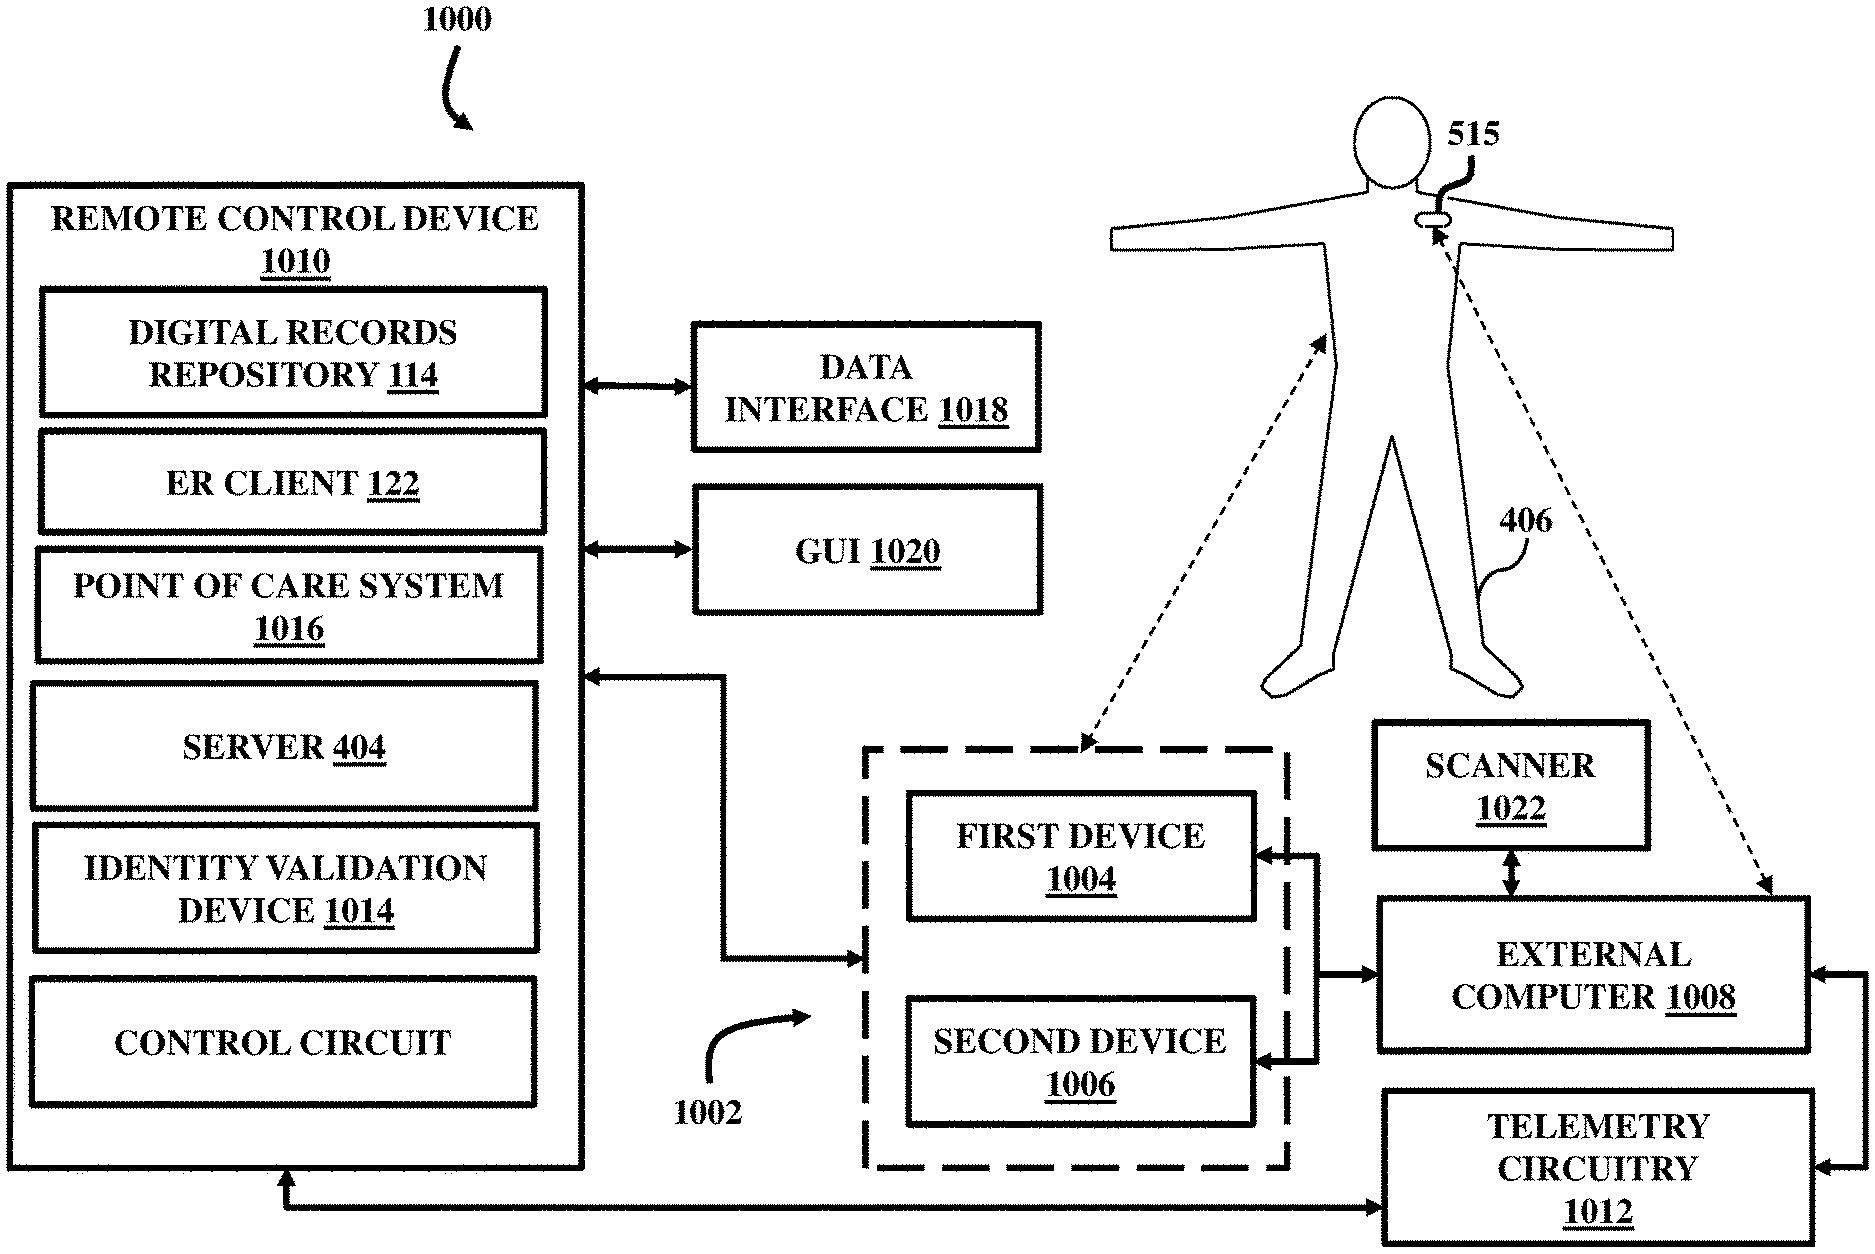 1000
515
REMOTE CONTROL DEVICE
1010
DIGITAL RECORDS
REPOSITORY 114
ER CLIENT 122
POINT OF CARE SYSTEM
1016
SERVER 404
IDENTITY VALIDATION
DEVICE 1014
CONTROL CIRCUIT
DATA
INTERFACE 1018
GUI 1020
406
FIRST DEVICE
1004
SECOND DEVICE
1006
1002
SCANNER
1022
EXTERNAL
COMPUTER 1008
TELEMETRY
CIRCUITRY
1012